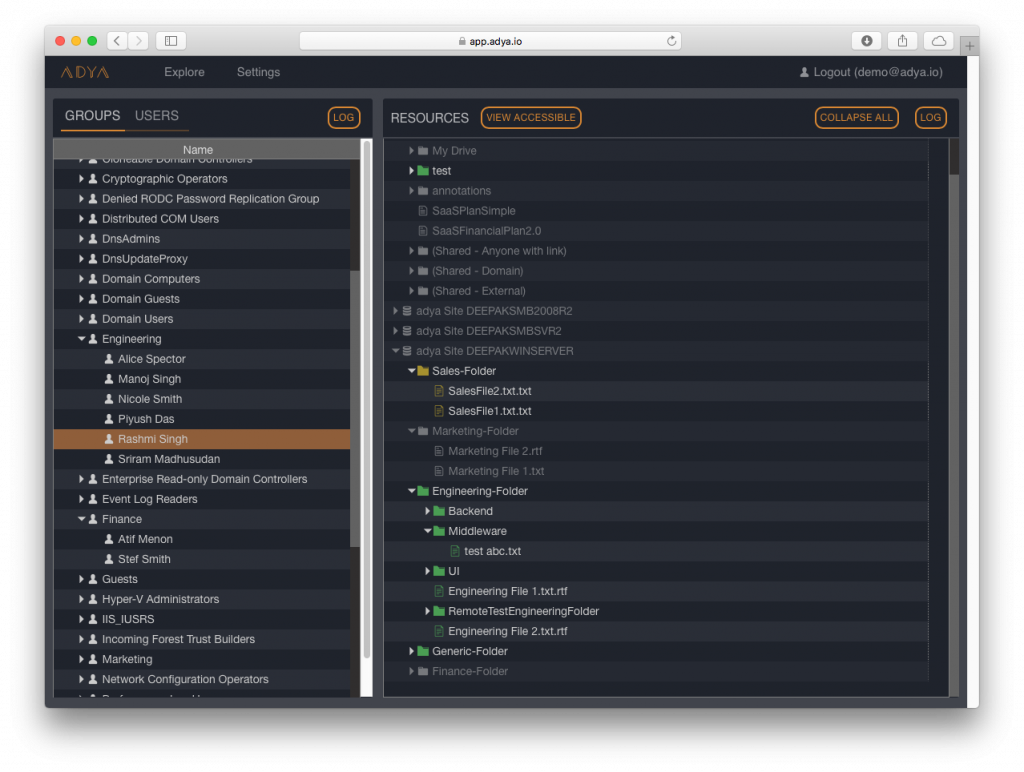 app.adya.io
ADYA Explore Settings Logout (demo@adya.io)
GROUPS USERS LOG
Name
Cloneable Domain Controllers
Cryptographic Operators
Denied RODC Password Replication Group
Distributed COM Users
DnsAdmins
DnsUpdateProxy
Domain Computers
Domain Guests
Domain Users
Engineering
Alice Spector
Manoj Singh
Nicole Smith
Piyush Das
Rashmi Singh
Sriram Madhusudan
Enterprise Read-only Domain Controllers
Event Log Readers
Finance
Atif Menon
Stef Smith
Guests
Hyper-V Administrators
IIS_IUSRS
Incoming Forest Trust Builders
Marketing
Network Configuration Operators
RESOURCES VIEW ACCESSIBLE COLLAPSE ALL LOG
My Drive
test
annotations
SaaSPlanSimple
SaaSFinancialPlan2.0
(Shared - Anyone with link)
(Shared - Domain)
(Shared - External)
adya Site DEEPAKSMB2008R2
adya Site DEEPAKSMBSVR2
adya Site DEEPAKWINSERVER
Sales-Folder
SalesFile2.txt.txt
SalesFile1.txt.txt
Marketing-Folder
Marketing File 2.rtf
Marketing File 1.txt
Engineering-Folder
Backend
Middleware
test abc.txt
UI
Engineering File 1.txt.rtf
RemoteTestEngineeringFolder
Engineering File 2.txt.rtf
Generic-Folder
Finance-Folder